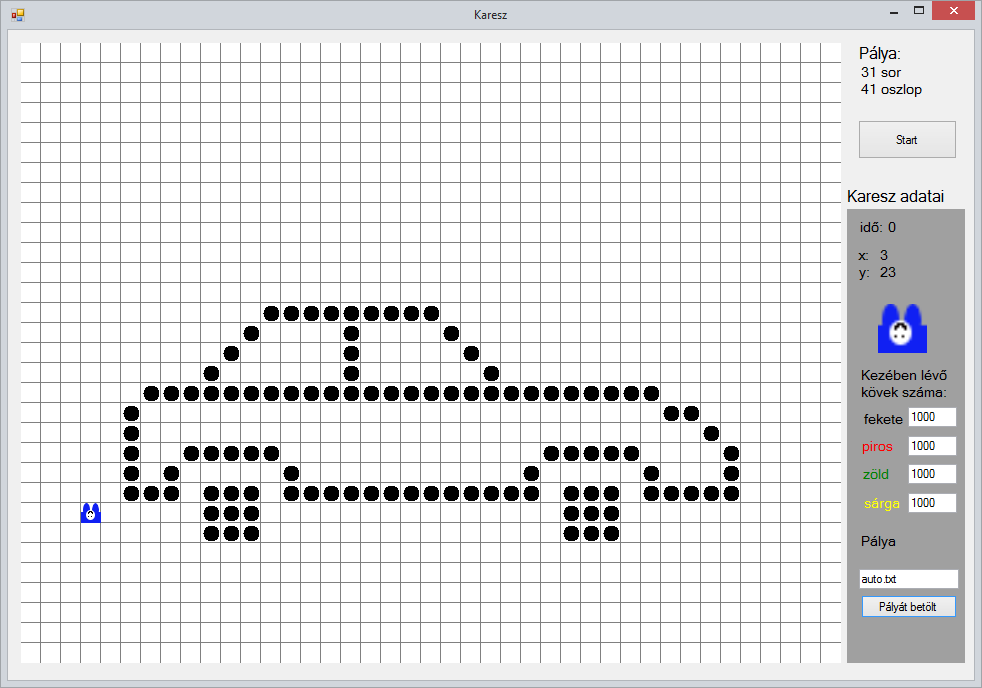 Karesz
Pálya:
31 sor
41 oszlop
Start
Karesz adatai
idő: 0
x: 3
y: 23
Kezében lévő
kövek száma:
fekete 1000
piros 1000
zöld 1000
sárga 1000
Pálya
auto.txt
Pályát betölt